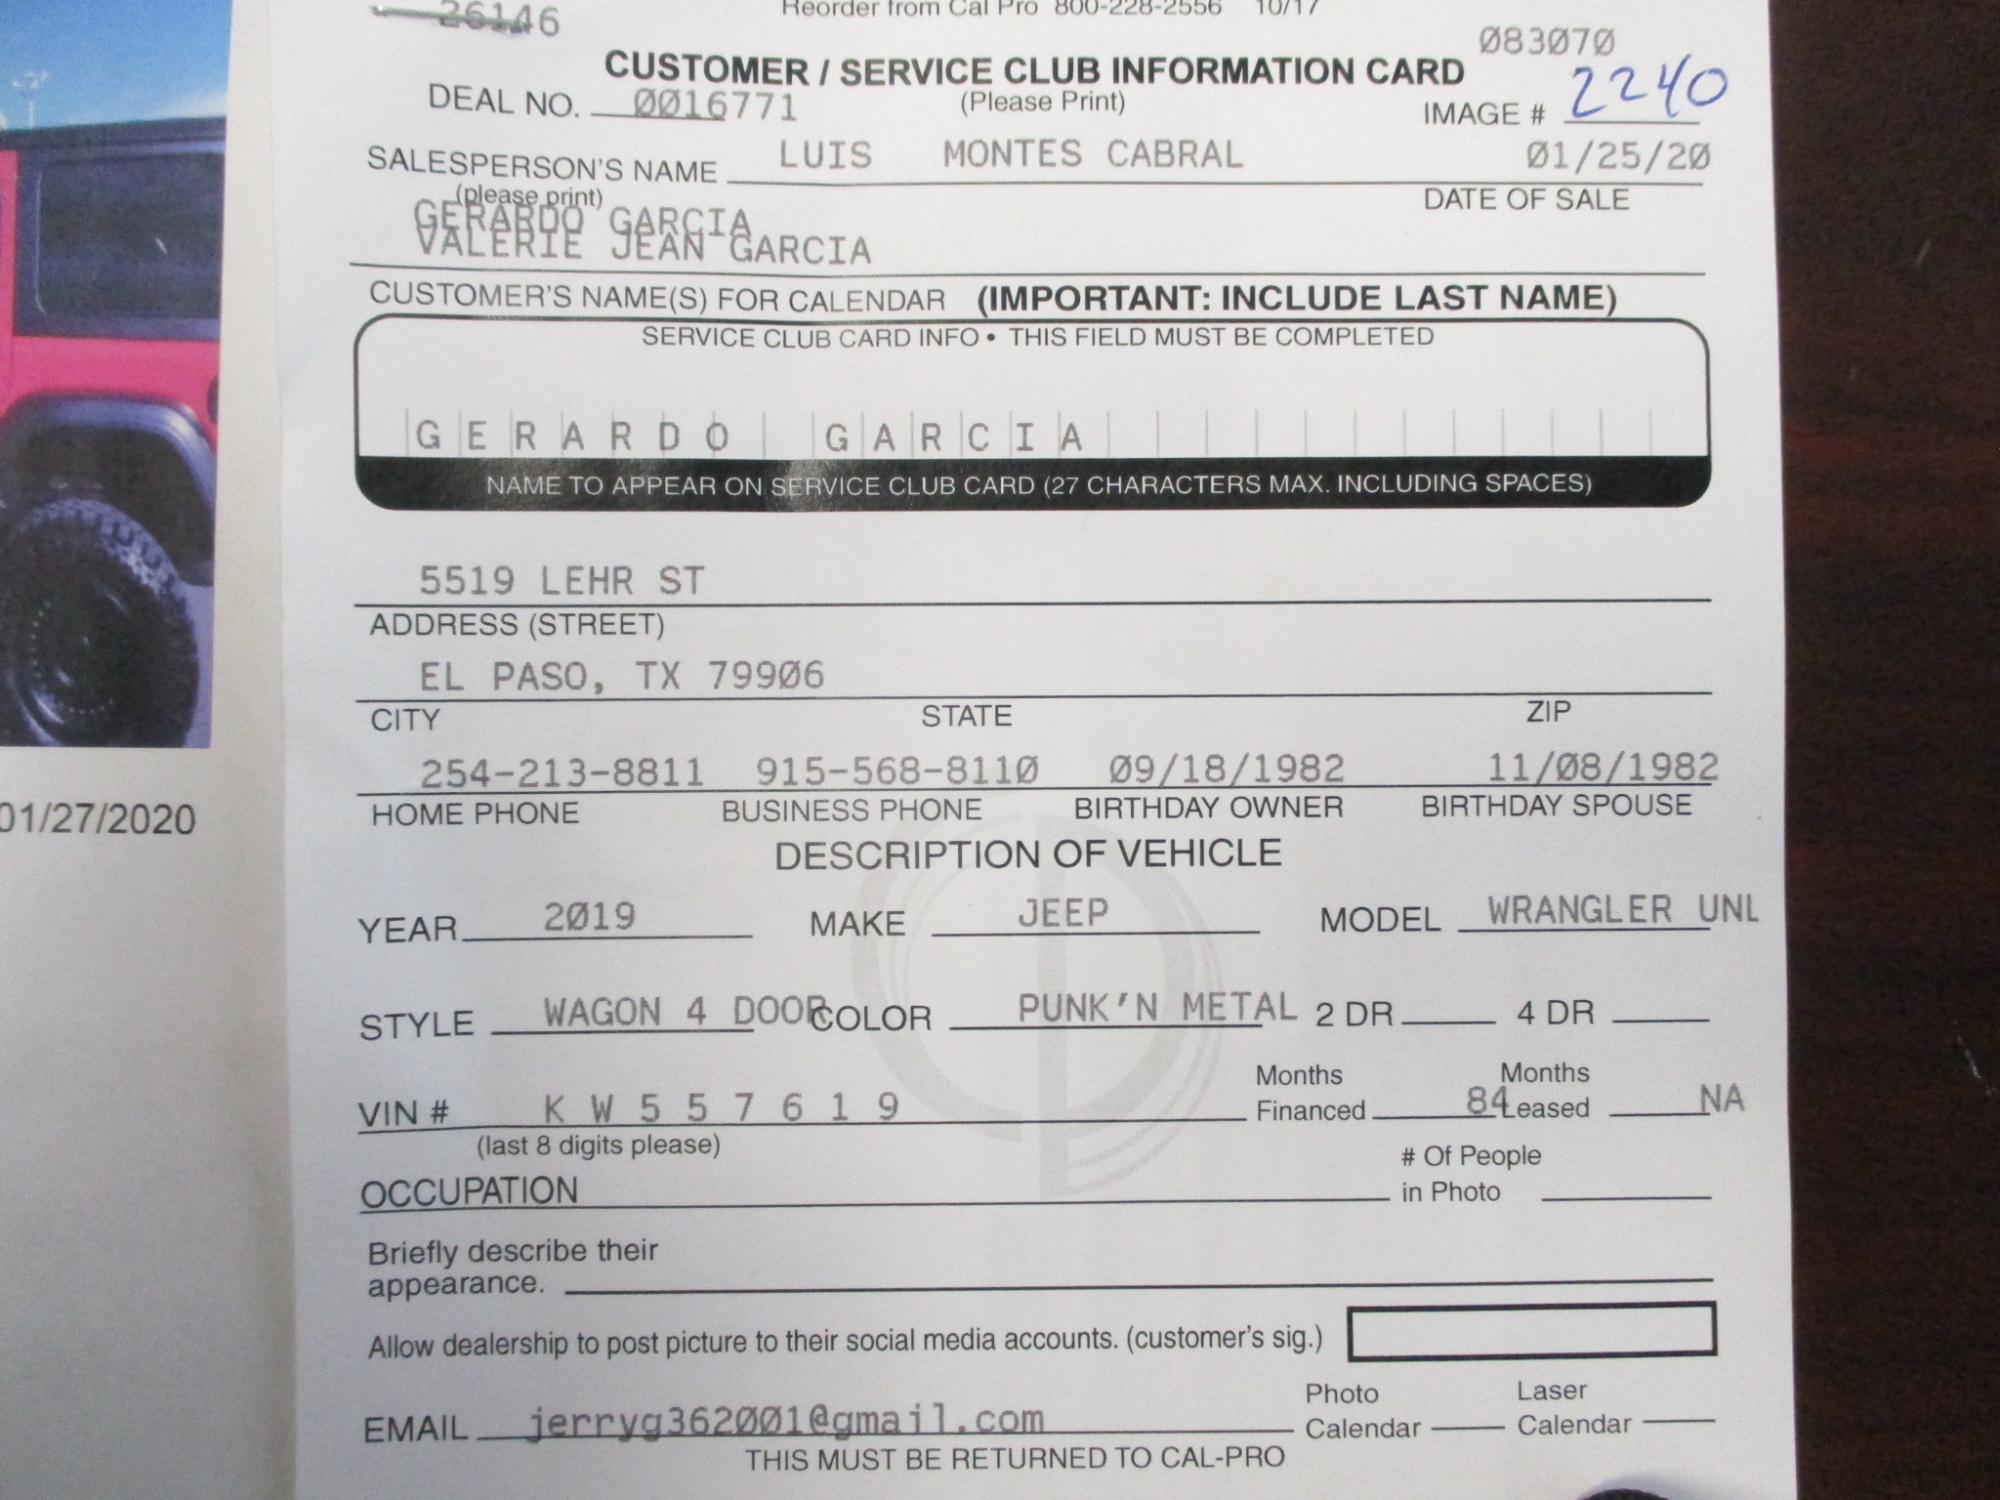 26146
Reorder from Cal Pro 800-228-2556 10/17
083070
CUSTOMER / SERVICE CLUB INFORMATION CARD
DEAL NO. 0016771 (Please Print) IMAGE # 2240
SALESPERSON'S NAME LUIS MONTES CABRAL 01/25/20
(please print) DATE OF SALE
GERARDO GARCIA
VALERIE JEAN GARCIA
CUSTOMER'S NAME(S) FOR CALENDAR (IMPORTANT: INCLUDE LAST NAME)
SERVICE CLUB CARD INFO • THIS FIELD MUST BE COMPLETED
GERARDO GARCIA
NAME TO APPEAR ON SERVICE CLUB CARD (27 CHARACTERS MAX. INCLUDING SPACES)
5519 LEHR ST
ADDRESS (STREET)
EL PASO, TX 79906
CITY STATE ZIP
254-213-8811 915-568-8110 09/18/1982 11/08/1982
HOME PHONE BUSINESS PHONE BIRTHDAY OWNER BIRTHDAY SPOUSE
01/27/2020
DESCRIPTION OF VEHICLE
YEAR 2019 MAKE JEEP MODEL WRANGLER UNL
STYLE WAGON 4 DOOR COLOR PUNK'N METAL 2 DR 4 DR
VIN # K W 5 5 7 6 1 9 Months Financed 84 Months Leased NA
(last 8 digits please)
OCCUPATION # Of People in Photo
Briefly describe their
appearance.
Allow dealership to post picture to their social media accounts. (customer's sig.)
EMAIL jerryg362001@gmail.com Photo Calendar Laser Calendar
THIS MUST BE RETURNED TO CAL-PRO